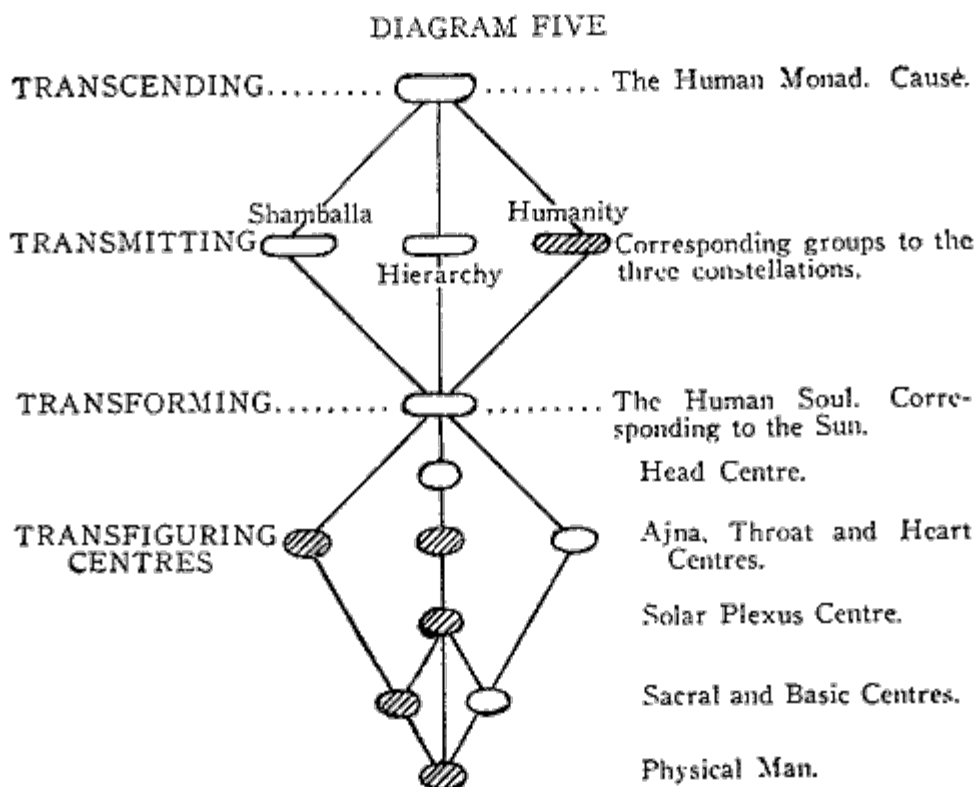 DIAGRAM FIVE
TRANSCENDING.......... .......... The Human Monad. Cause.
Shamballa Humanity
TRANSMITTING Corresponding groups to the
three constellations.
Hierarchy
TRANSFORMING.......... .......... The Human Soul. Corre-
sponding to the Sun.
Head Centre.
TRANSFIGURING Ajna, Throat and Heart
CENTRES Centres.
Solar Plexus Centre.
Sacral and Basic Centres.
Physical Man.